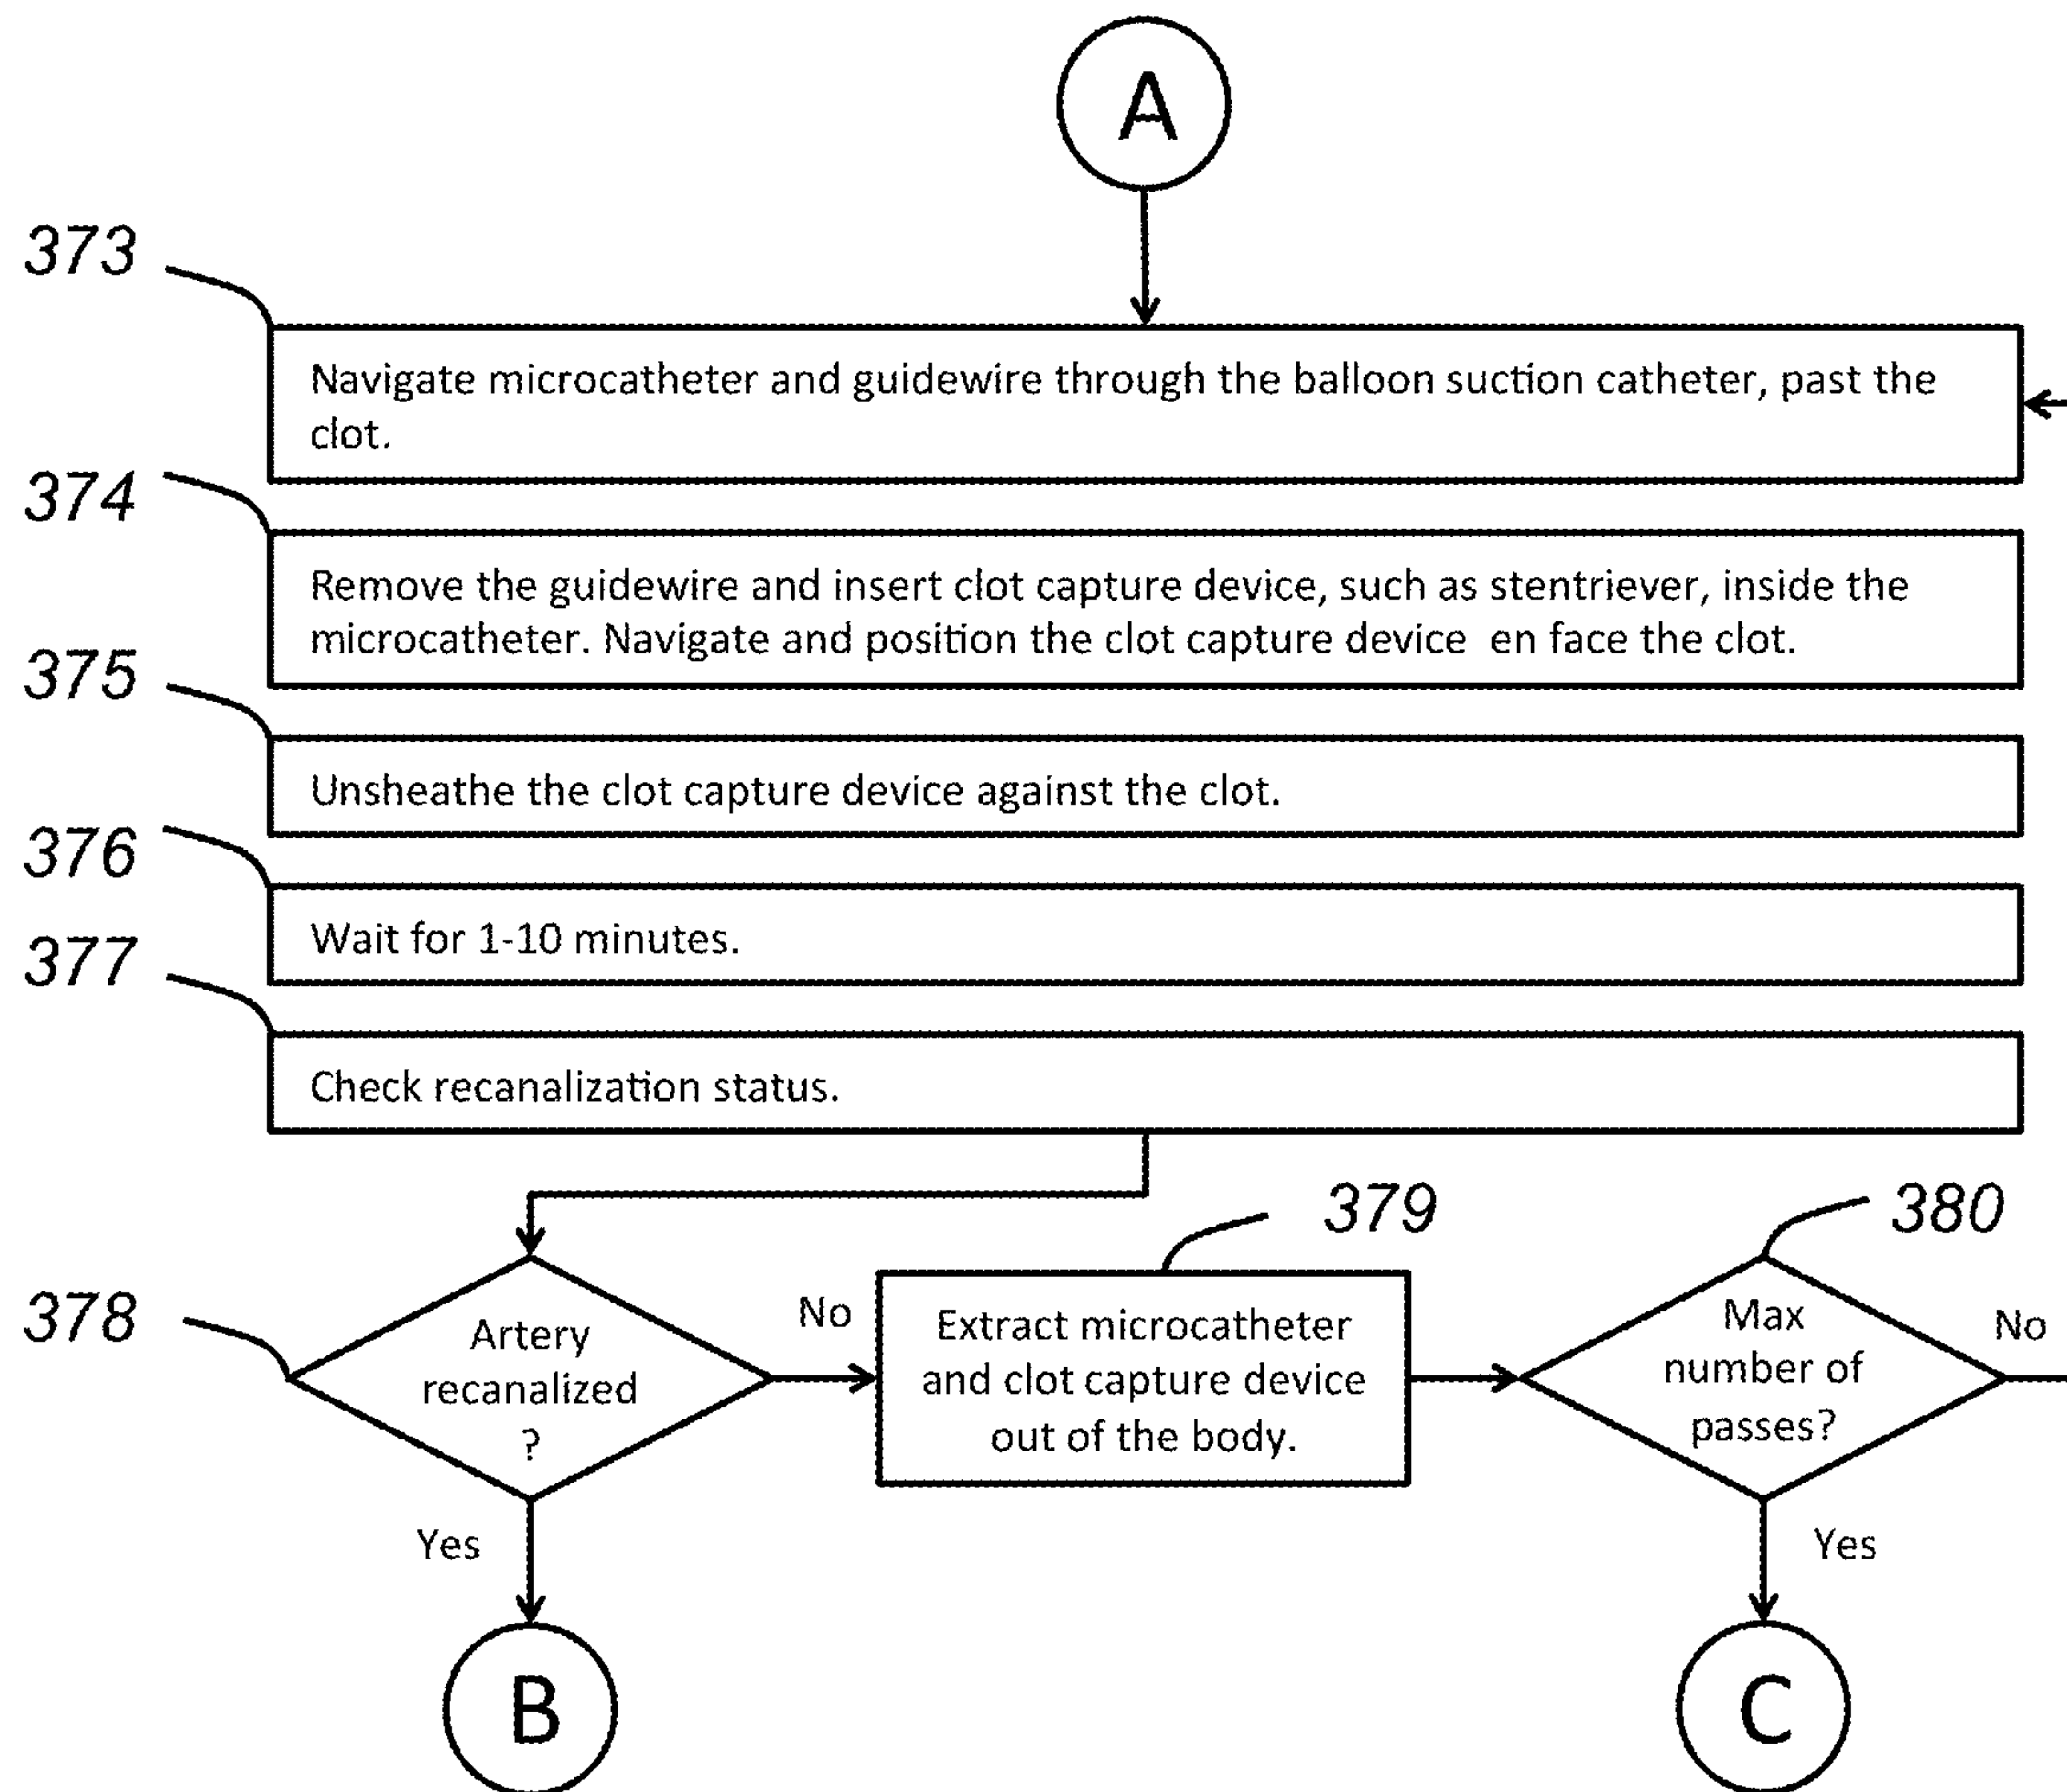 A
373
Navigate microcatheter and guidewire through the balloon suction catheter, past the
clot.
374
Remove the guidewire and insert clot capture device, such as stentriever, inside the
microcatheter. Navigate and position the clot capture device en face the clot.
375
Unsheathe the clot capture device against the clot.
376
Wait for 1-10 minutes.
377
Check recanalization status.
378
Artery
recanalized
?
No
Yes
379
Extract microcatheter
and clot capture device
out of the body.
380
Max
number of
passes?
No
Yes
B
C